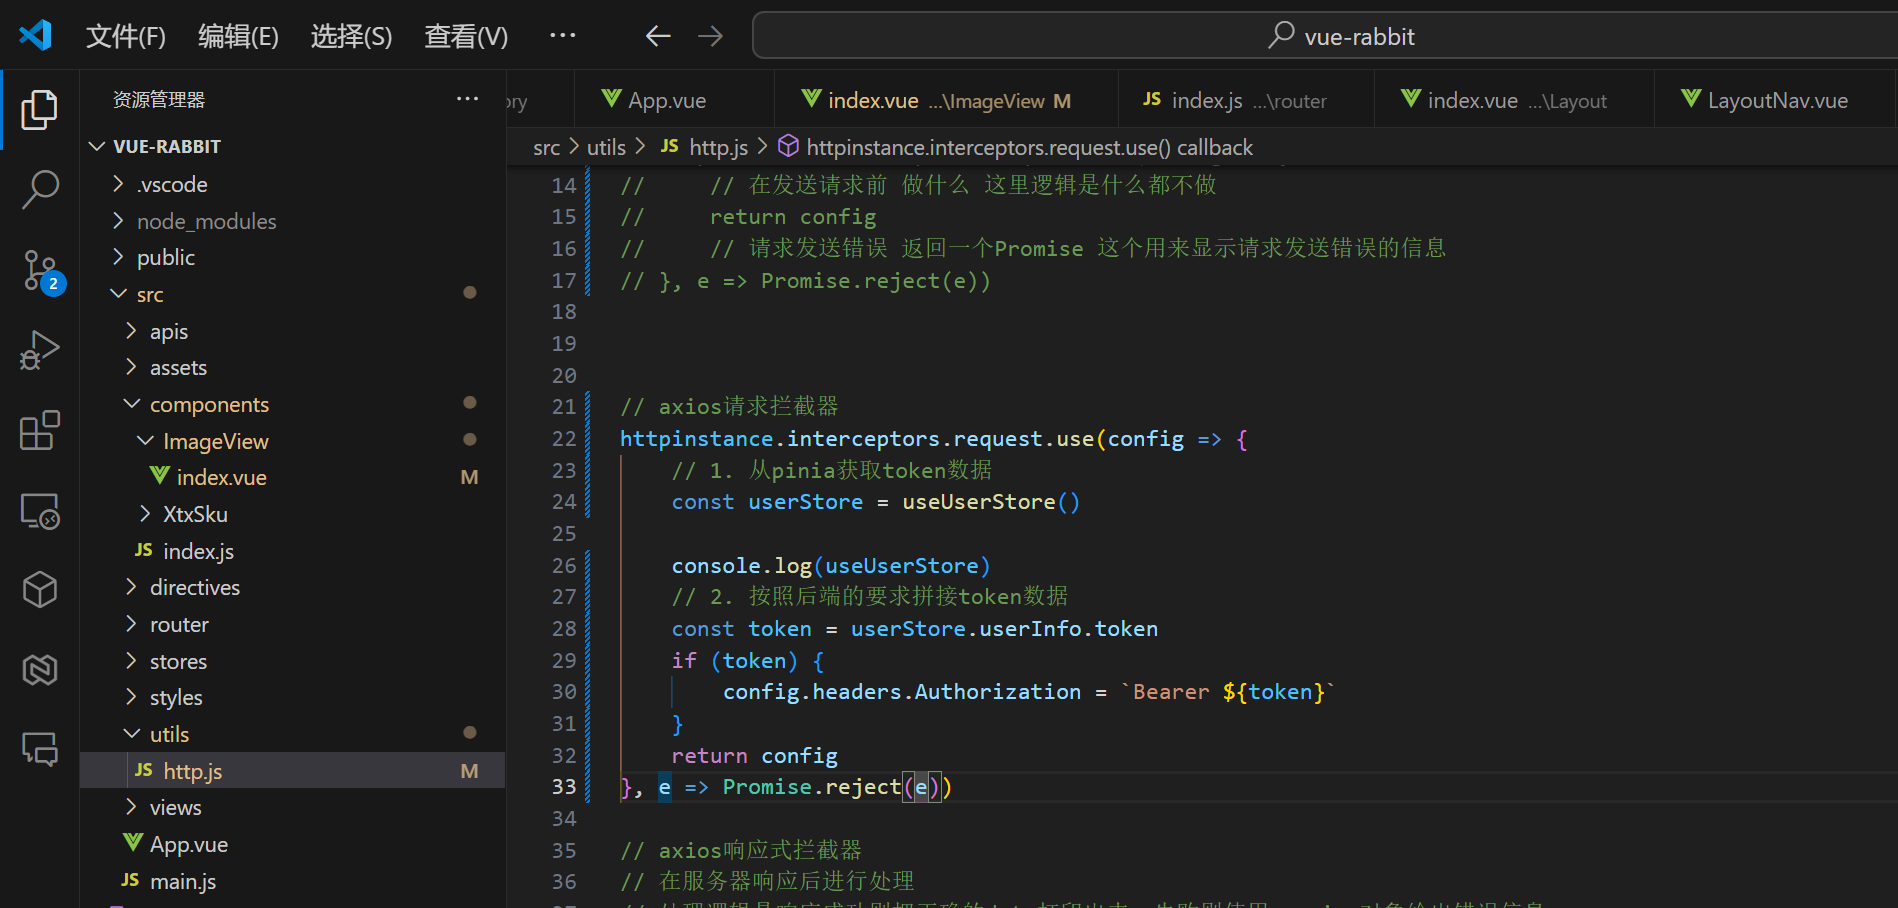 文件(F) 编辑(E) 选择(S) 查看(V) ··· vue-rabbit
资源管理器 ···
ory App.vue index.vue ...\ImageView M index.js ...\router index.vue ...\Layout LayoutNav.vue
src > utils > JS http.js > httpinstance.interceptors.request.use() callback
VUE-RABBIT
.vscode
node_modules
public
2
src
apis
assets
components
ImageView
index.vue M
XtxSku
JS index.js
directives
router
stores
styles
utils
JS http.js M
views
App.vue
JS main.js
14 //     // 在发送请求前 做什么 这里逻辑是什么都不做
15 //     return config
16 //     // 请求发送错误 返回一个Promise 这个用来显示请求发送错误的信息
17 // }, e => Promise.reject(e))
18
19
20
21 // axios请求拦截器
22 httpinstance.interceptors.request.use(config => {
23     // 1. 从pinia获取token数据
24     const userStore = useUserStore()
25
26     console.log(useUserStore)
27     // 2. 按照后端的要求拼接token数据
28     const token = userStore.userInfo.token
29     if (token) {
30         config.headers.Authorization = `Bearer ${token}`
31     }
32     return config
33 }, e => Promise.reject(e))
34
35 // axios响应式拦截器
36 // 在服务器响应后进行处理